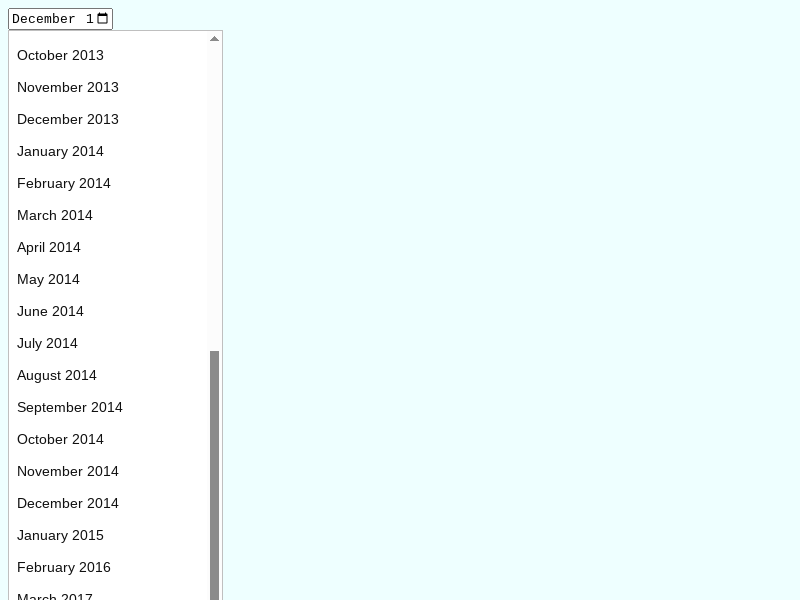 December 1
October 2013
November 2013
December 2013
January 2014
February 2014
March 2014
April 2014
May 2014
June 2014
July 2014
August 2014
September 2014
October 2014
November 2014
December 2014
January 2015
February 2016
March 2017